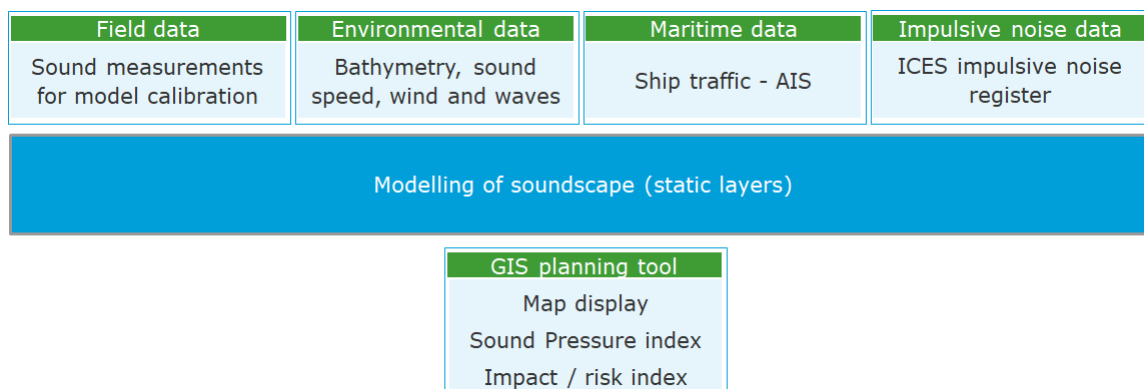 Field data
Sound measurements
for model calibration
Environmental data
Bathymetry, sound
speed, wind and waves
Maritime data
Ship traffic - AIS
Impulsive noise data
ICES impulsive noise
register
Modelling of soundscape (static layers)
GIS planning tool
Map display
Sound Pressure index
Impact / risk index